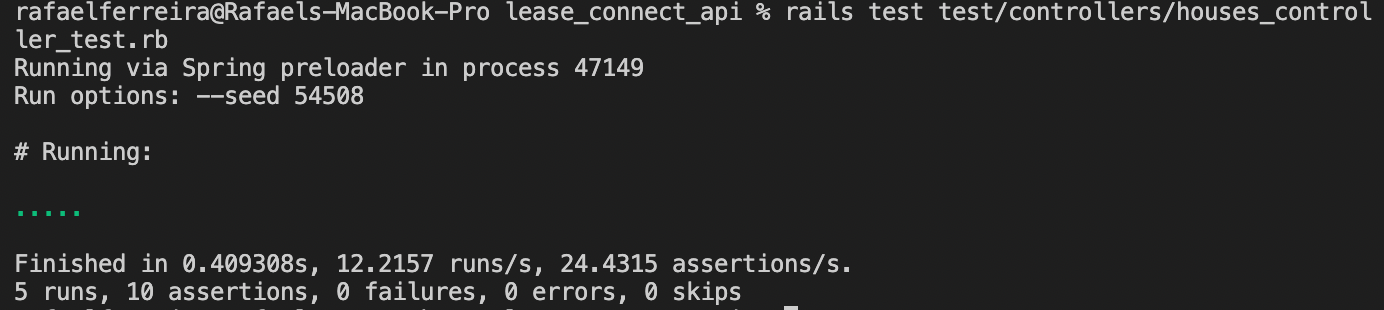 rafaelferreira@Rafaels-MacBook-Pro lease_connect_api % rails test test/controllers/houses_control
ler_test.rb
Running via Spring preloader in process 47149
Run options: --seed 54508
# Running:
.....
Finished in 0.409308s, 12.2157 runs/s, 24.4315 assertions/s.
5 runs, 10 assertions, 0 failures, 0 errors, 0 skips